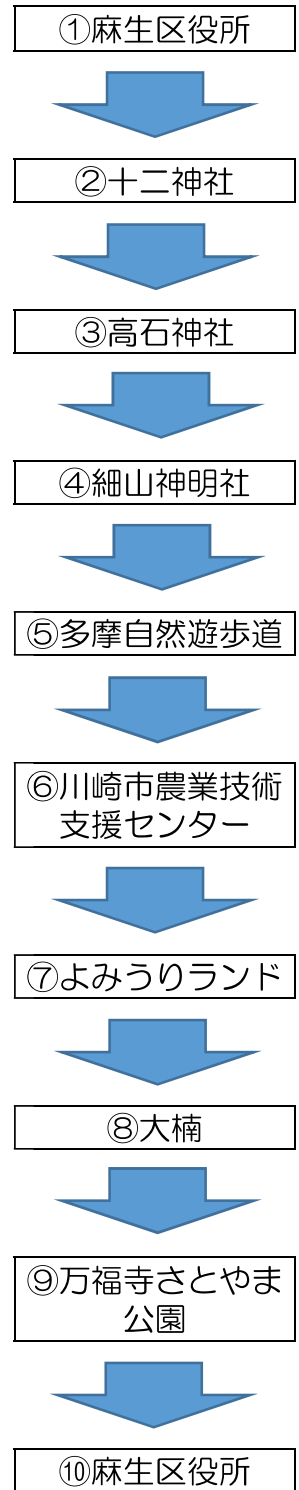 ①麻生区役所
②十二神社
③高石神社
④細山神明社
⑤多摩自然遊歩道
⑥川崎市農業技術
支援センター
⑦よみうりランド
⑧大楠
⑨万福寺さとやま
公園
⑩麻生区役所